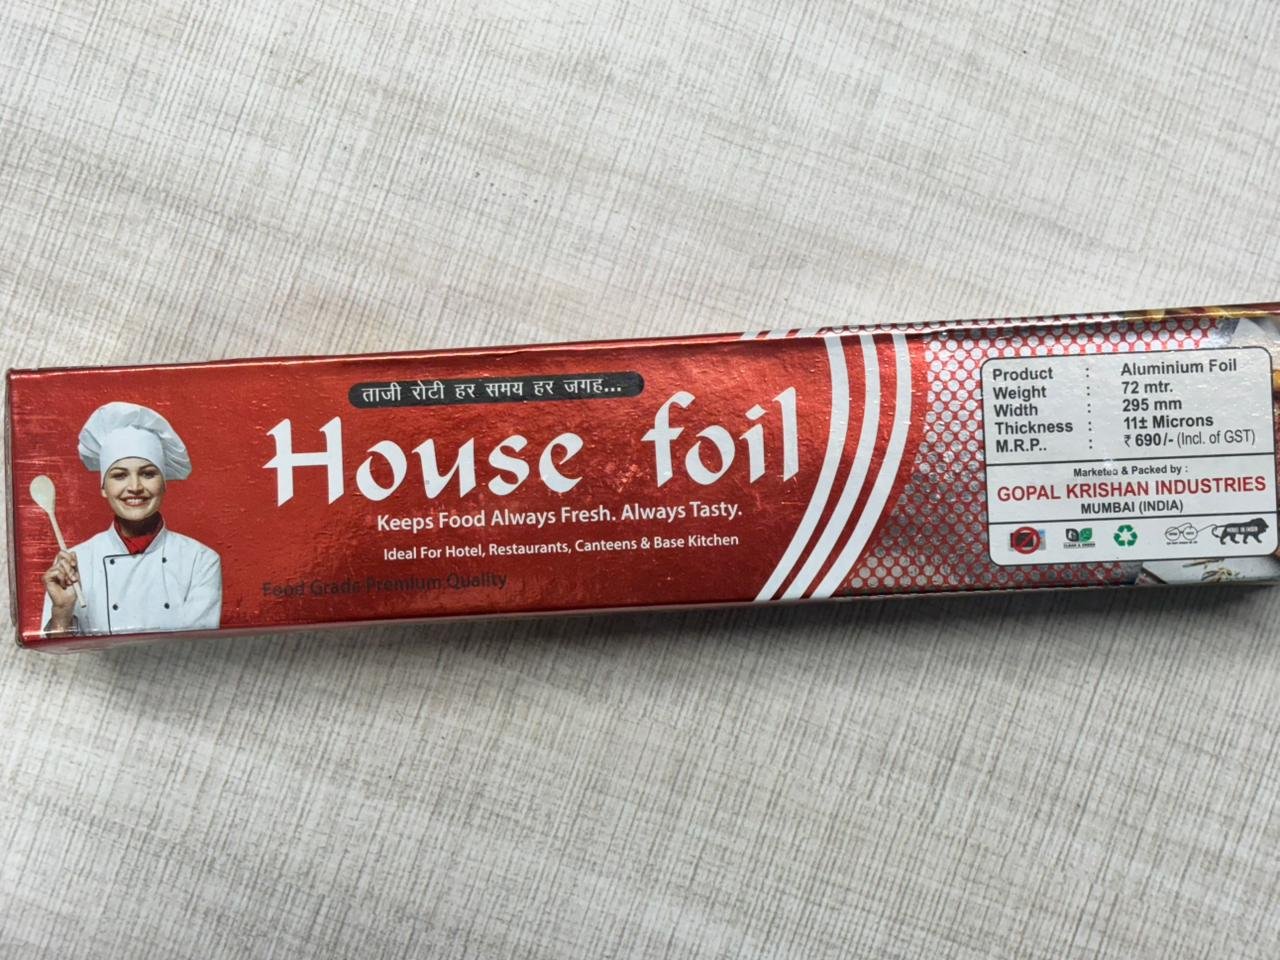 ताजी रोटी हर समय हर जगह...
House foil
Keeps Food Always Fresh. Always Tasty.
Ideal For Hotel, Restaurants, Canteens & Base Kitchen
Food Grade Premium Quality
Product : Aluminium Foil
Weight : 72 mtr.
Width : 295 mm
Thickness : 11± Microns
M.R.P.. : ₹ 690/- (Incl. of GST)
Marketed & Packed by :
GOPAL KRISHAN INDUSTRIES
MUMBAI (INDIA)